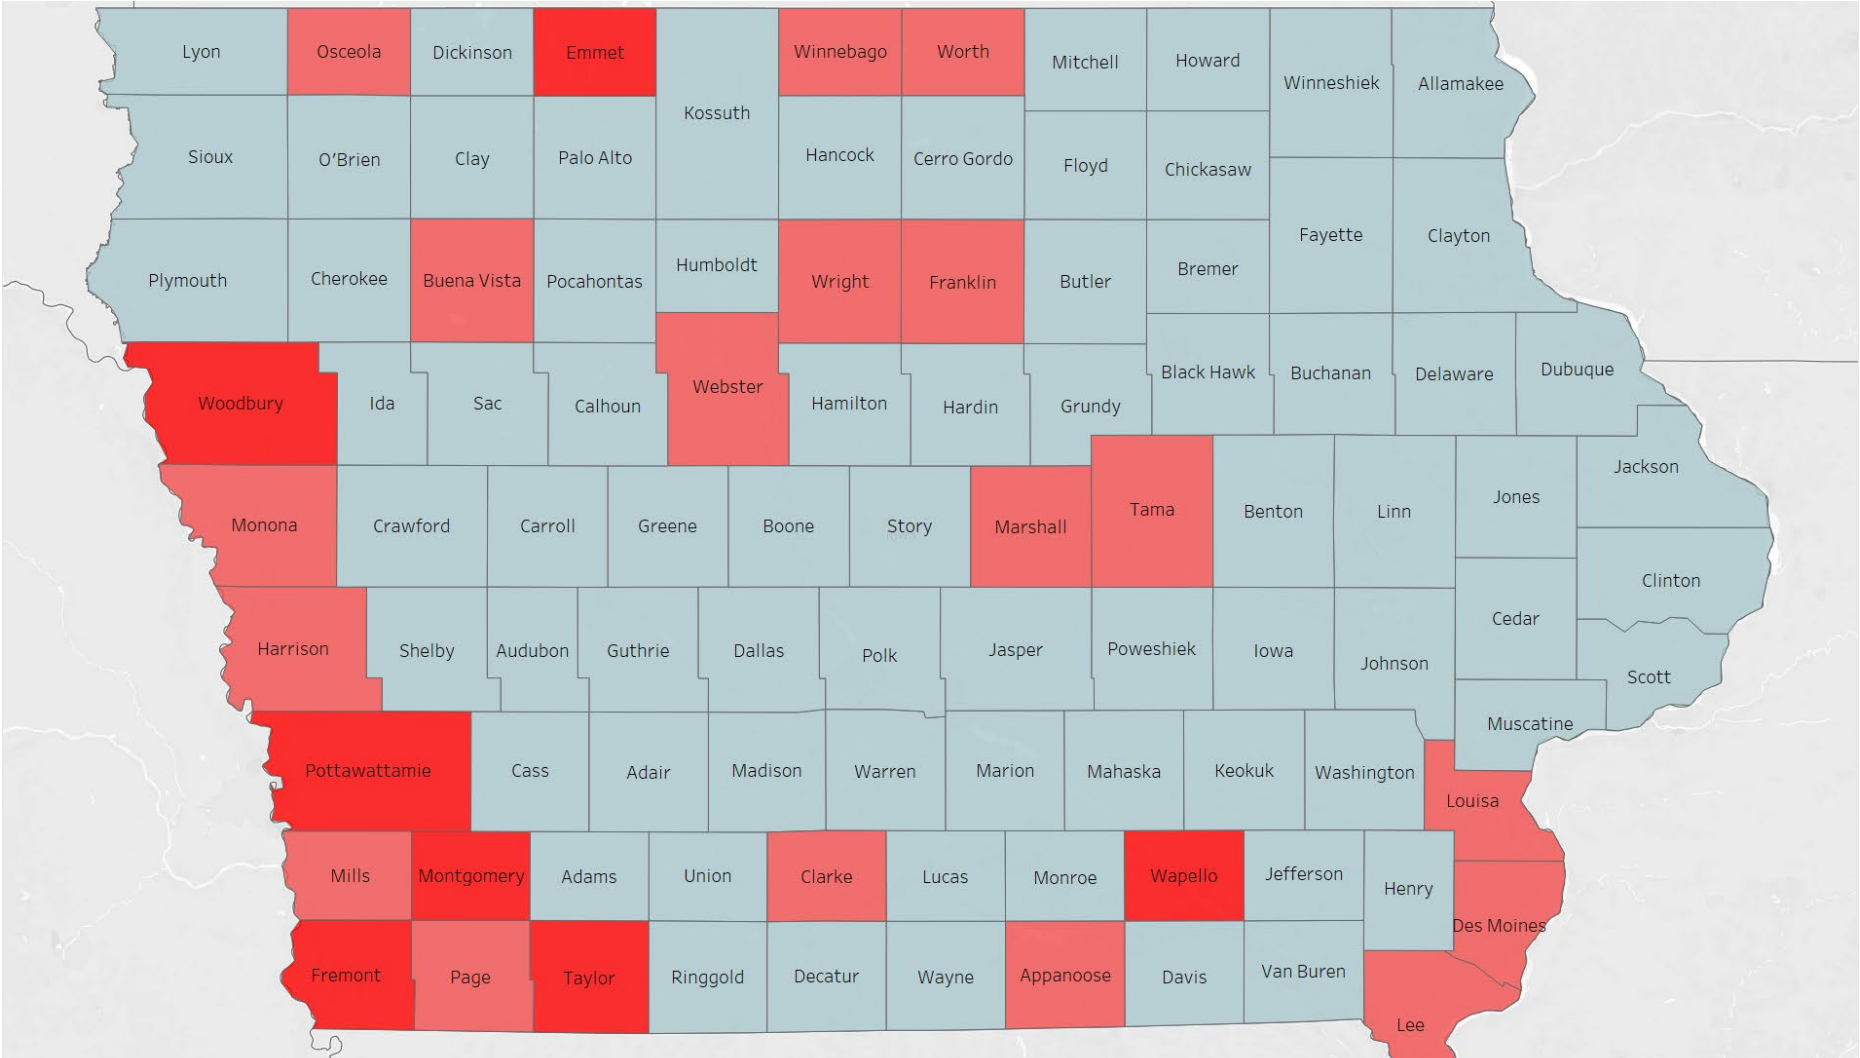 Lyon
Osceola
Dickinson
Emmet
Kossuth
Winnebago
Worth
Mitchell
Howard
Winneshiek
Allamakee
Sioux
O'Brien
Clay
Palo Alto
Hancock
Cerro Gordo
Floyd
Chickasaw
Plymouth
Cherokee
Buena Vista
Pocahontas
Humboldt
Wright
Franklin
Butler
Bremer
Fayette
Clayton
Woodbury
Ida
Sac
Calhoun
Webster
Hamilton
Hardin
Grundy
Black Hawk
Buchanan
Delaware
Dubuque
Monona
Crawford
Carroll
Greene
Boone
Story
Marshall
Tama
Benton
Linn
Jones
Jackson
Harrison
Shelby
Audubon
Guthrie
Dallas
Polk
Jasper
Poweshiek
Iowa
Johnson
Cedar
Clinton
Scott
Muscatine
Pottawattamie
Cass
Adair
Madison
Warren
Marion
Mahaska
Keokuk
Washington
Louisa
Mills
Montgomery
Adams
Union
Clarke
Lucas
Monroe
Wapello
Jefferson
Henry
Des Moines
Fremont
Page
Taylor
Ringgold
Decatur
Wayne
Appanoose
Davis
Van Buren
Lee